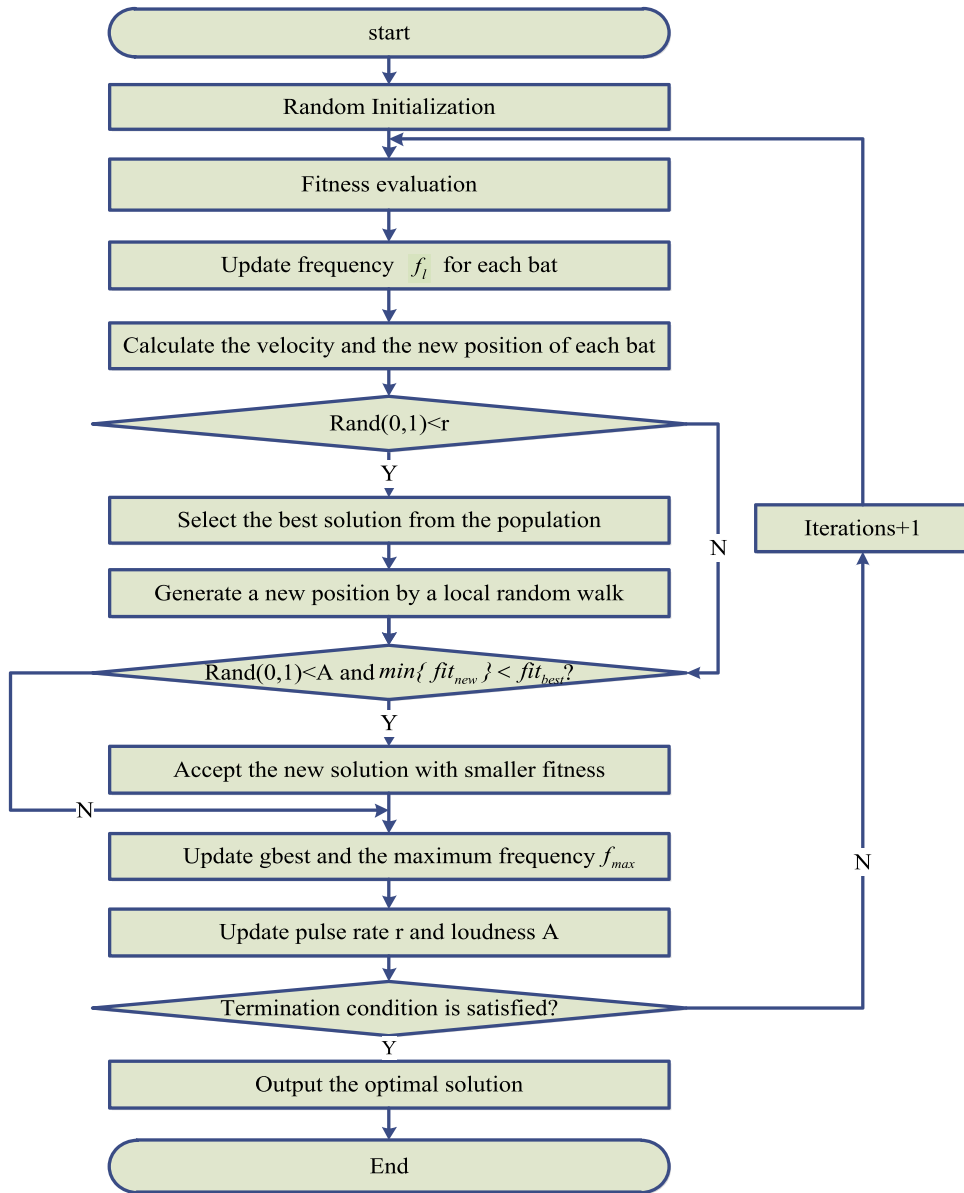 start
Random Initialization
Fitness evaluation
Update frequency f_l for each bat
Calculate the velocity and the new position of each bat
Rand(0,1)<r
Y
Select the best solution from the population
Iterations+1
N
Generate a new position by a local random walk
Rand(0,1)<A and min{ fit_new } < fit_best?
Y
Accept the new solution with smaller fitness
N
Update gbest and the maximum frequency f_max
N
Update pulse rate r and loudness A
Termination condition is satisfied?
Y
Output the optimal solution
End